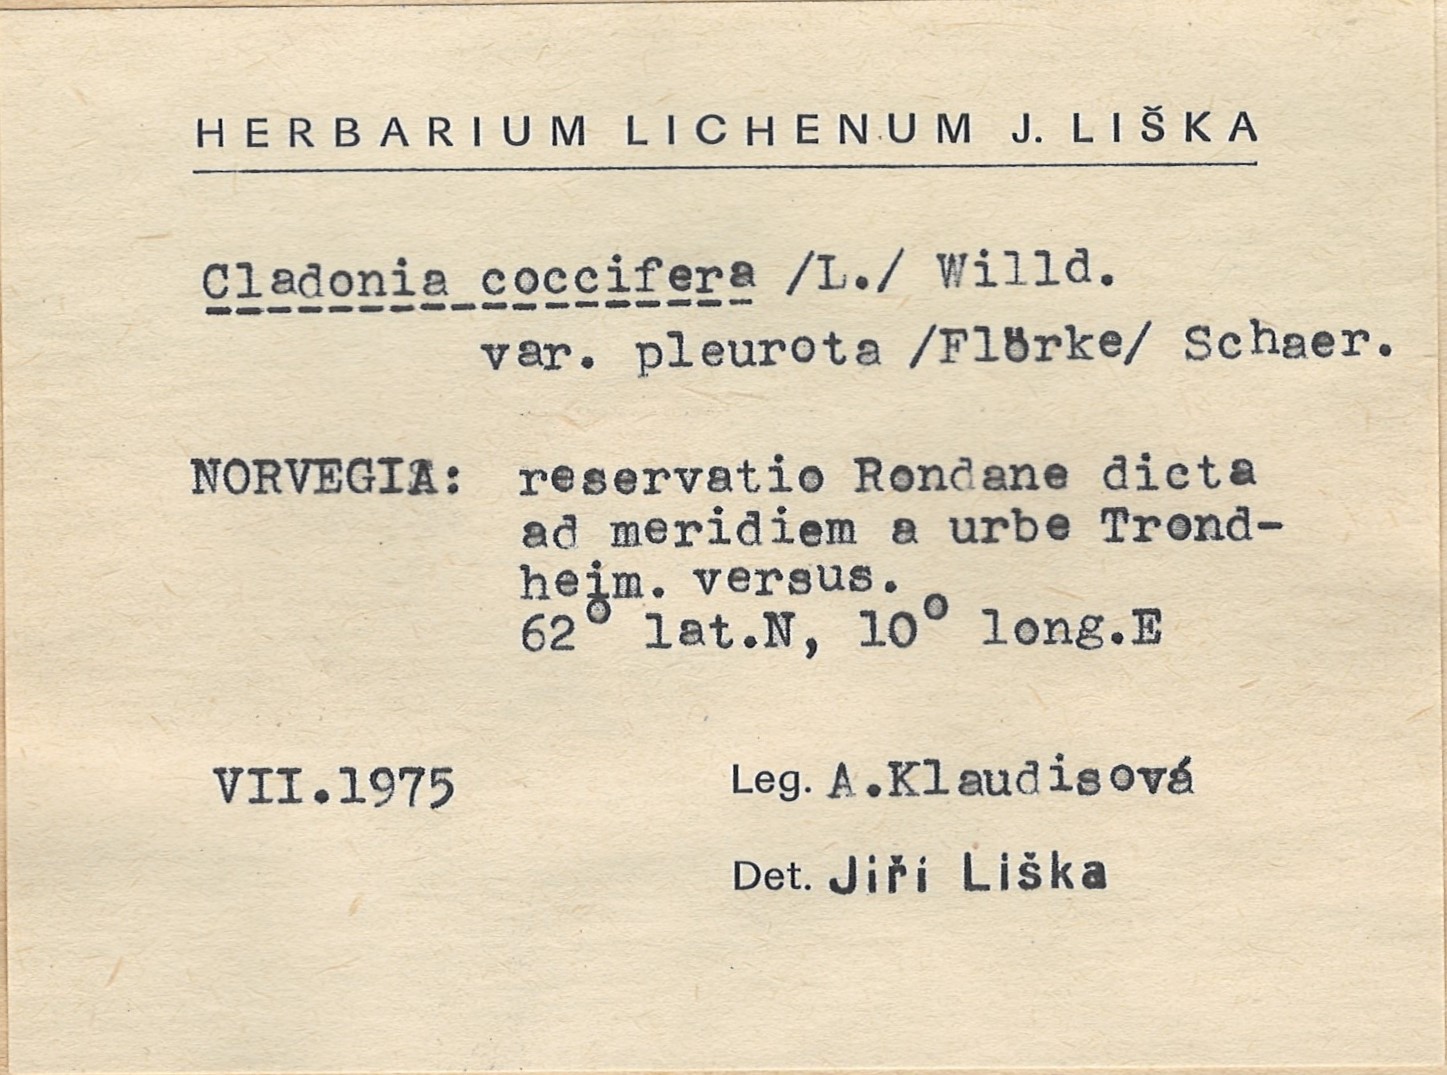 HERBARIUM LICHENUM J. LIŠKA
Cladonia coccifera /L./ Willd.
var. pleurota /Flörke/ Schaer.
NORVEGIA: reservatio Rondane dicta
ad meridiem a urbe Trond-
heim. versus.
62° lat.N, 10° long.E
VII.1975 Leg. A.Klaudisová
Det. Jiří Liška